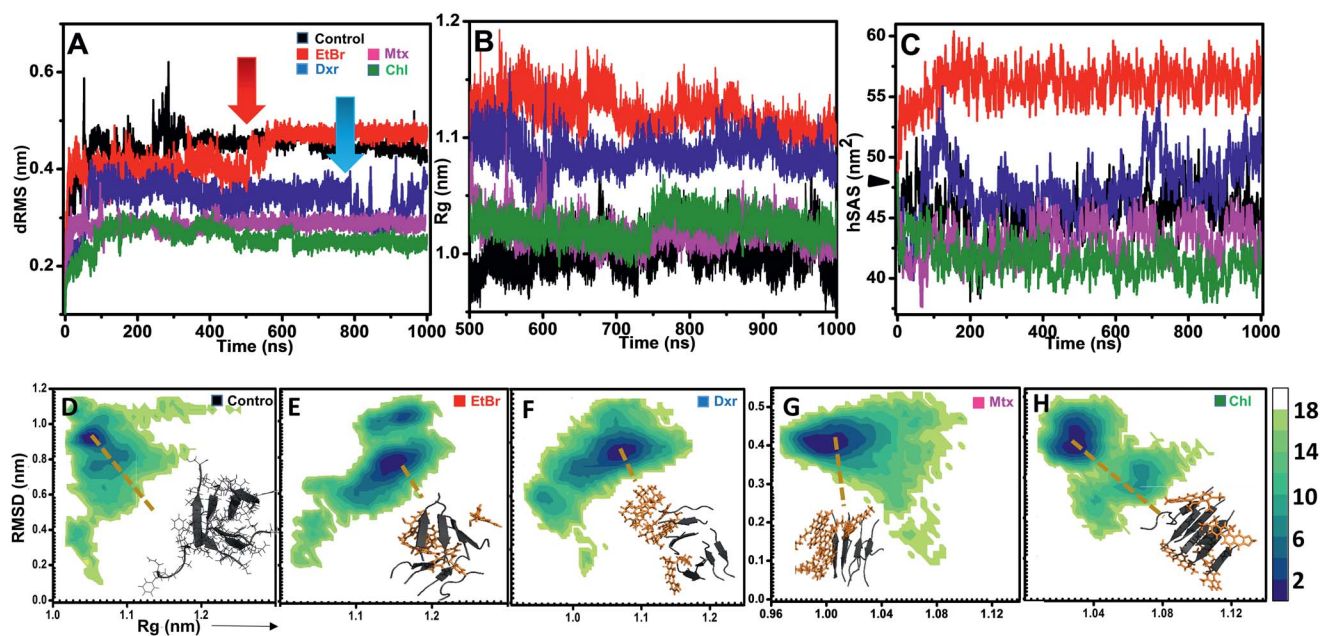 A
Control
EtBr
Mtx
Dxr
Chl
dRMS (nm)
0.6
0.4
0.2
0 200 400 600 800 1000
Time (ns)
B
Rg (nm)
1.2
1.1
1.0
500 600 700 800 900 1000
Time (ns)
C
hSAS (nm2)
60
55
50
45
40
0 200 400 600 800 1000
Time (ns)
RMSD (nm)
1.2
1.0
0.8
0.6
0.4
0.2
0.0
D
Contro
1.0 1.1 1.2
Rg (nm)
E
EtBr
1.1 1.2
F
Dxr
1.0 1.1 1.2
G
Mtx
0.5
0.4
0.3
0.2
0.1
0.0
0.96 1.00 1.04 1.08 1.12
H
Chl
1.04 1.08 1.12
18
14
10
6
2